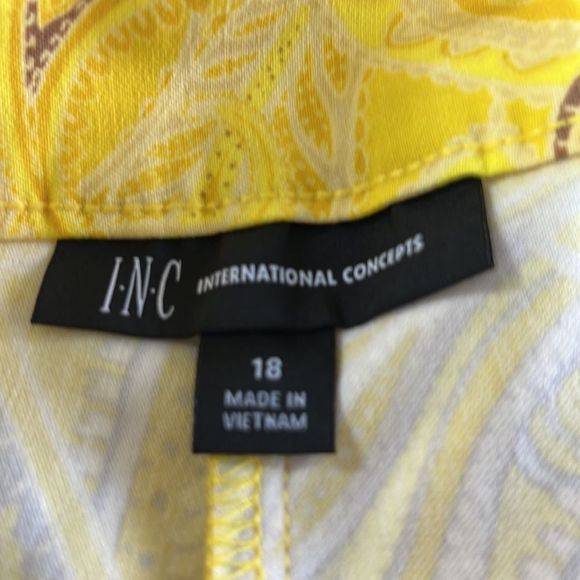 I·N·C INTERNATIONAL CONCEPTS
18
MADE IN
VIETNAM